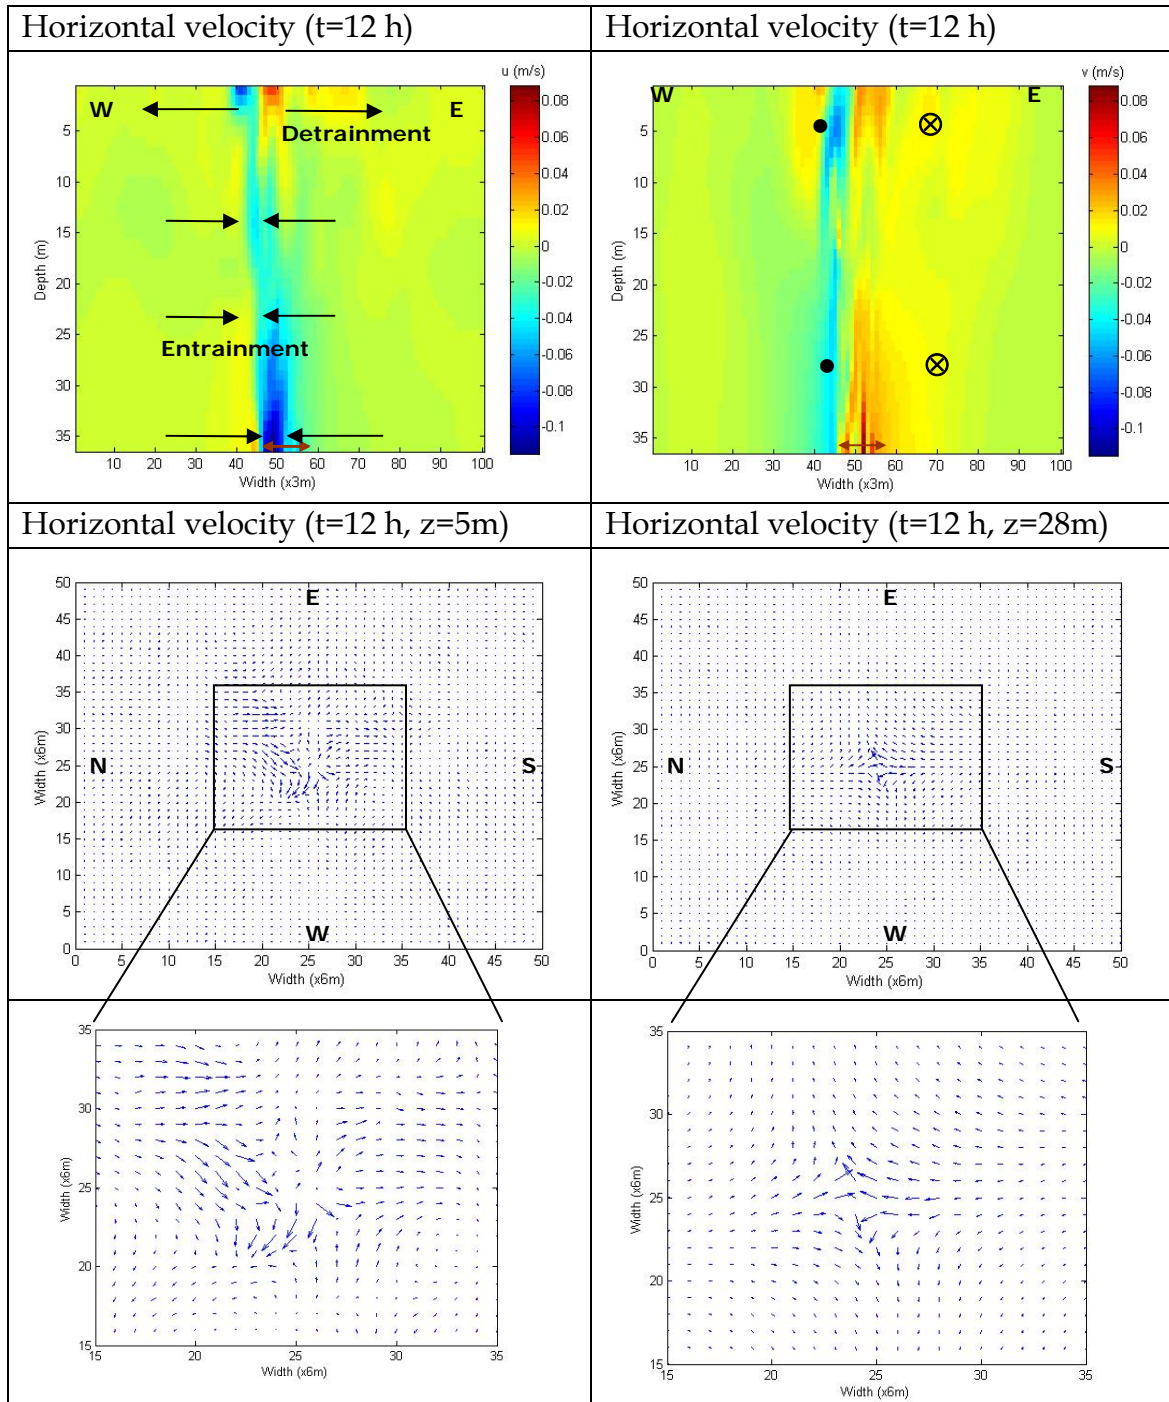 Horizontal velocity (t=12 h)
Horizontal velocity (t=12 h)
u (m/s)
W
E
Detrainment
Entrainment
5
10
15
20
25
30
35
Depth (m)
10 20 30 40 50 60 70 80 90 100
Width (x3m)
0.08
0.06
0.04
0.02
0
-0.02
-0.04
-0.06
-0.08
-0.1
v (m/s)
W
E
5
10
15
20
25
30
35
Depth (m)
10 20 30 40 50 60 70 80 90 100
Width (x3m)
0.08
0.06
0.04
0.02
0
-0.02
-0.04
-0.06
-0.08
-0.1
Horizontal velocity (t=12 h, z=5m)
Horizontal velocity (t=12 h, z=28m)
50
45
40
35
30
25
20
15
10
5
0
Width (x6m)
E
N
S
W
0 5 10 15 20 25 30 35 40 45 50
Width (x6m)
50
45
40
35
30
25
20
15
10
5
0
Width (x6m)
E
N
S
W
0 5 10 15 20 25 30 35 40 45 50
Width (x6m)
35
30
25
20
15
Width (x6m)
15 20 25 30 35
Width (x6m)
35
30
25
20
15
Width (x6m)
15 20 25 30 35
Width (x6m)